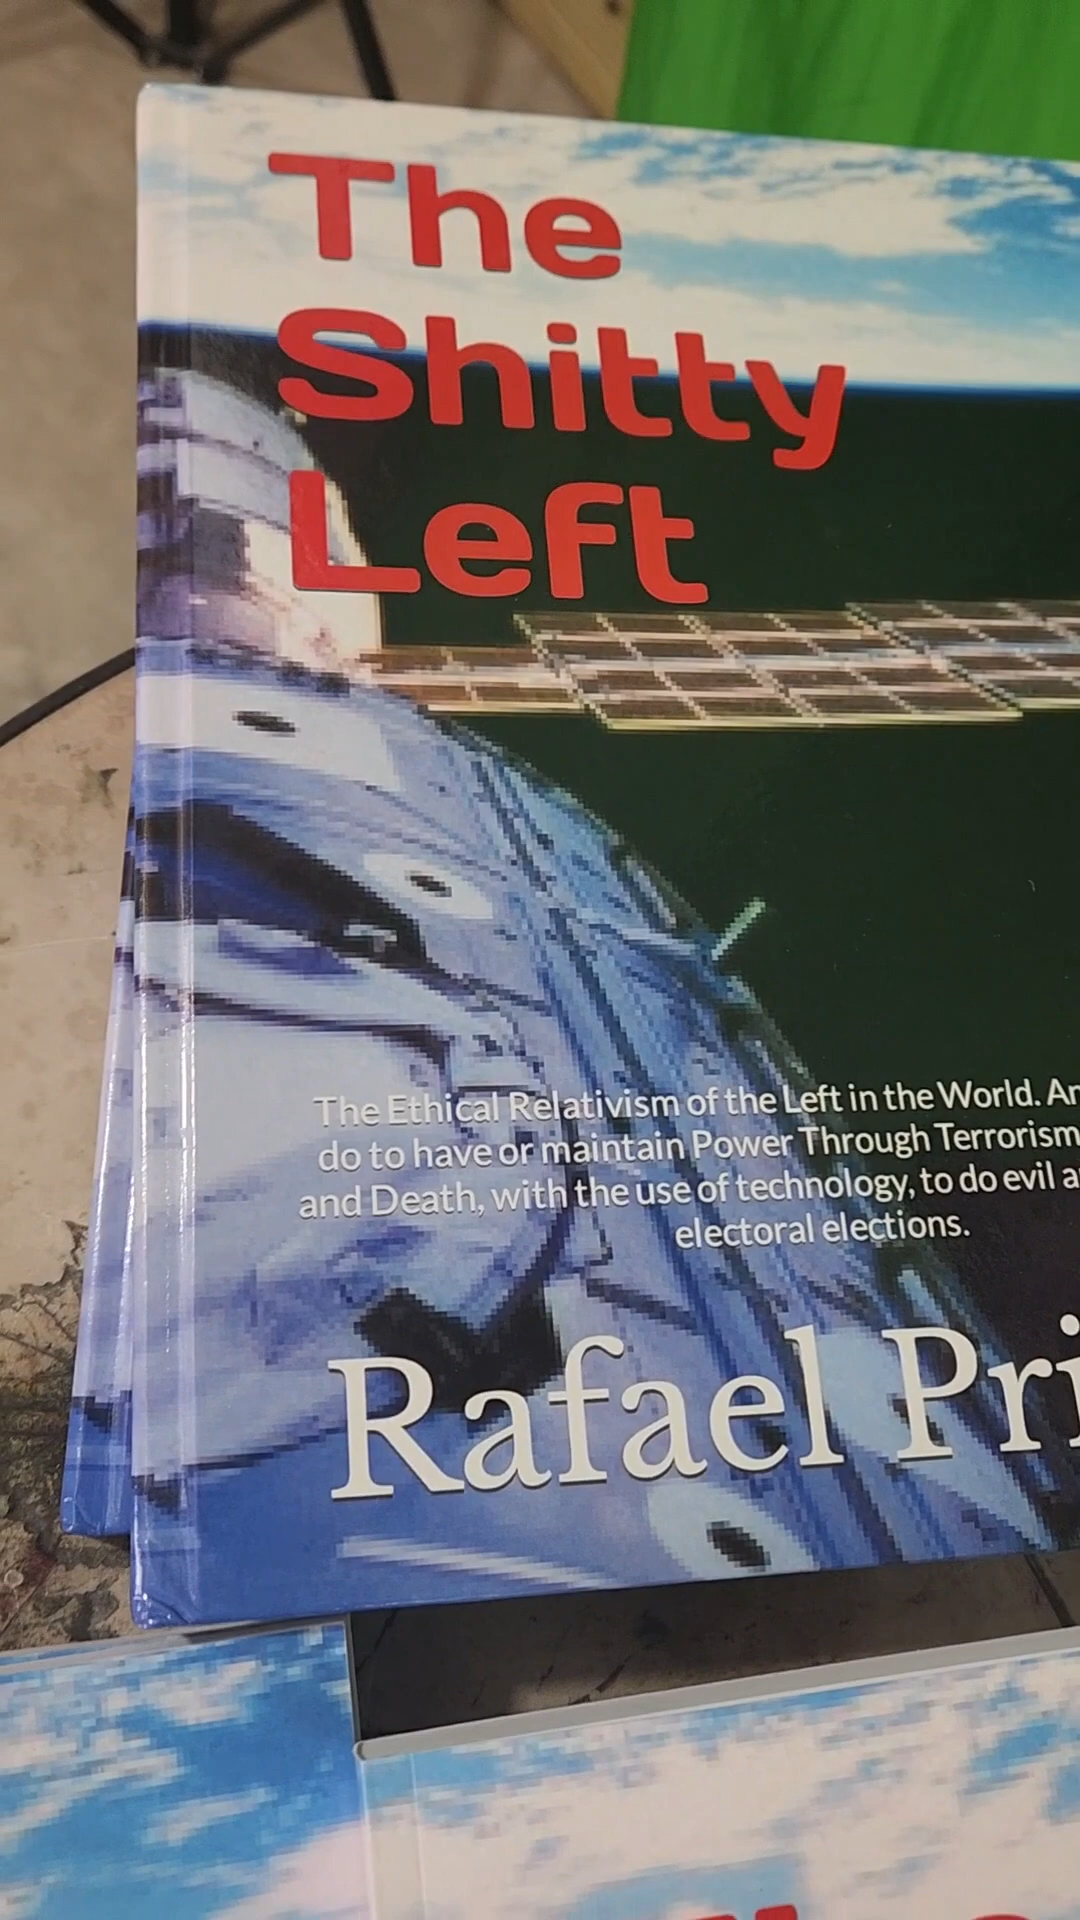 The
Shitty
Left
The Ethical Relativism of the Left in the World.
do to have or maintain Power Through Terrorism
and Death, with the use of technology, to do evil
electoral elections.
Rafael